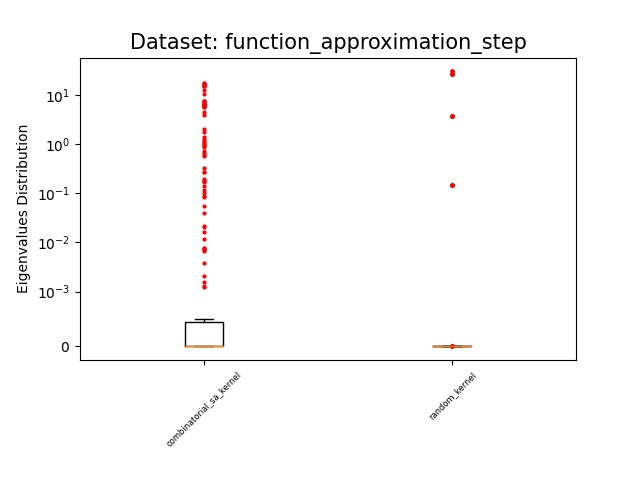 Dataset: function_approximation_step
Eigenvalues Distribution
10¹
10⁰
10⁻¹
10⁻²
10⁻³
0
combinatorial_sa_kernel
random_kernel